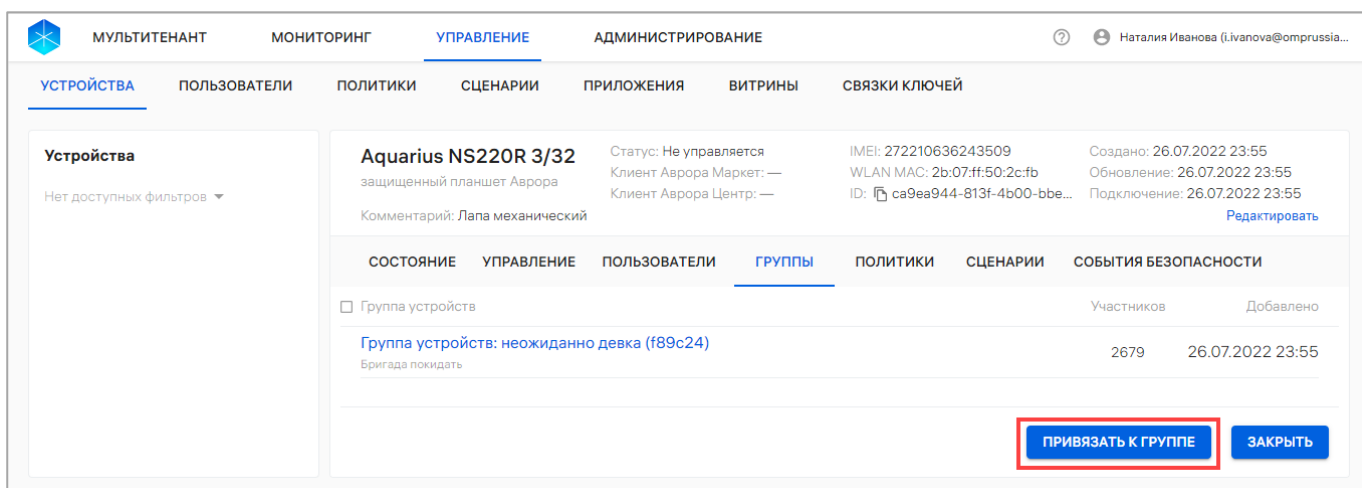 МУЛЬТИТЕНАНТ МОНИТОРИНГ УПРАВЛЕНИЕ АДМИНИСТРИРОВАНИЕ Наталия Иванова (i.ivanova@omprussia...
УСТРОЙСТВА ПОЛЬЗОВАТЕЛИ ПОЛИТИКИ СЦЕНАРИИ ПРИЛОЖЕНИЯ ВИТРИНЫ СВЯЗКИ КЛЮЧЕЙ
Устройства
Нет доступных фильтров
Aquarius NS220R 3/32
защищенный планшет Аврора
Комментарий: Лапа механический
Статус: Не управляется
Клиент Аврора Маркет: —
Клиент Аврора Центр: —
IMEI: 272210636243509
WLAN MAC: 2b:07:ff:50:2c:fb
ID: ca9ea944-813f-4b00-bbe...
Создано: 26.07.2022 23:55
Обновление: 26.07.2022 23:55
Подключение: 26.07.2022 23:55
Редактировать
СОСТОЯНИЕ УПРАВЛЕНИЕ ПОЛЬЗОВАТЕЛИ ГРУППЫ ПОЛИТИКИ СЦЕНАРИИ СОБЫТИЯ БЕЗОПАСНОСТИ
Группа устройств Участников Добавлено
Группа устройств: неожиданно девка (f89c24) 2679 26.07.2022 23:55
Бригада покидать
ПРИВЯЗАТЬ К ГРУППЕ ЗАКРЫТЬ